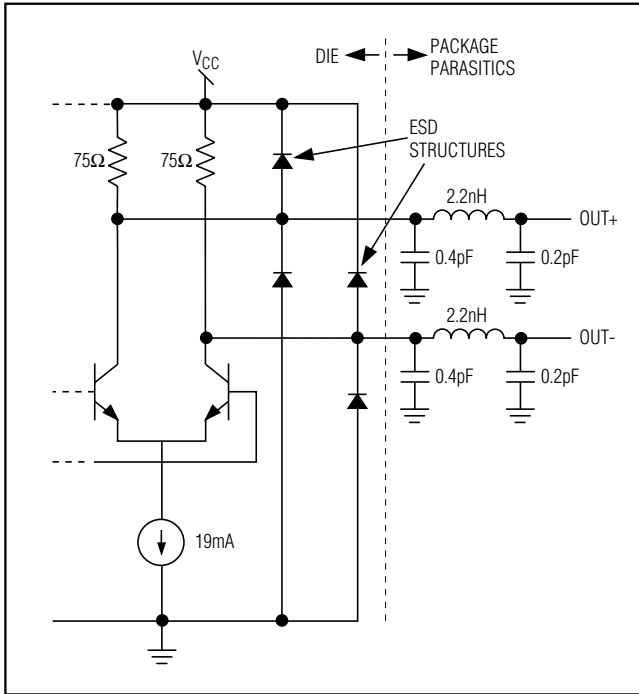 VCC
DIE
PACKAGE
PARASITICS
ESD
STRUCTURES
75Ω
75Ω
2.2nH
OUT+
0.4pF
0.2pF
2.2nH
OUT-
0.4pF
0.2pF
19mA